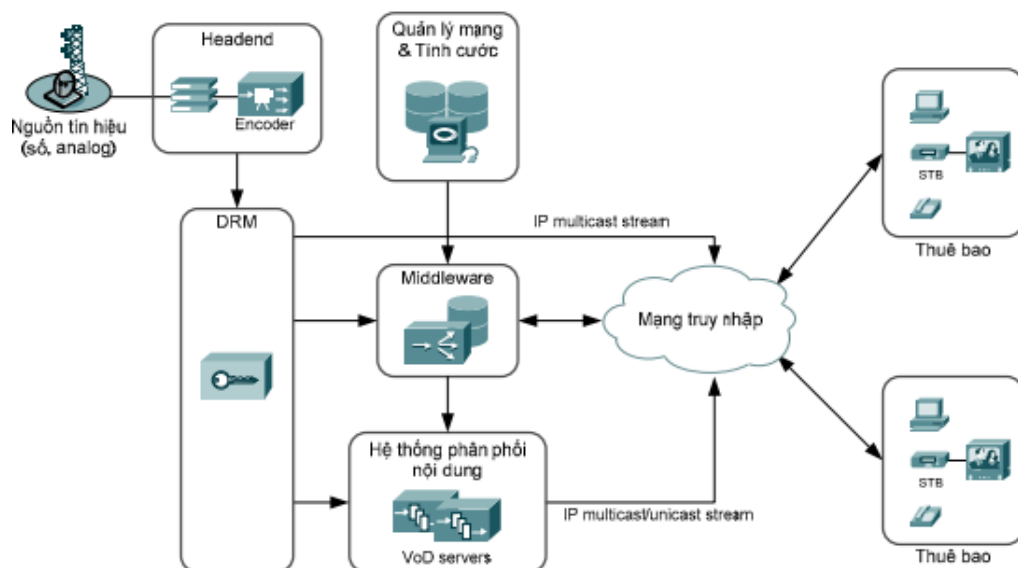 Headend
Encoder
Nguồn tín hiệu
(số, analog)
Quản lý mạng
& Tính cước
DRM
IP multicast stream
Middleware
Mạng truy nhập
Hệ thống phân phối
nội dung
VoD servers
IP multicast/unicast stream
STB
Thuê bao
STB
Thuê bao